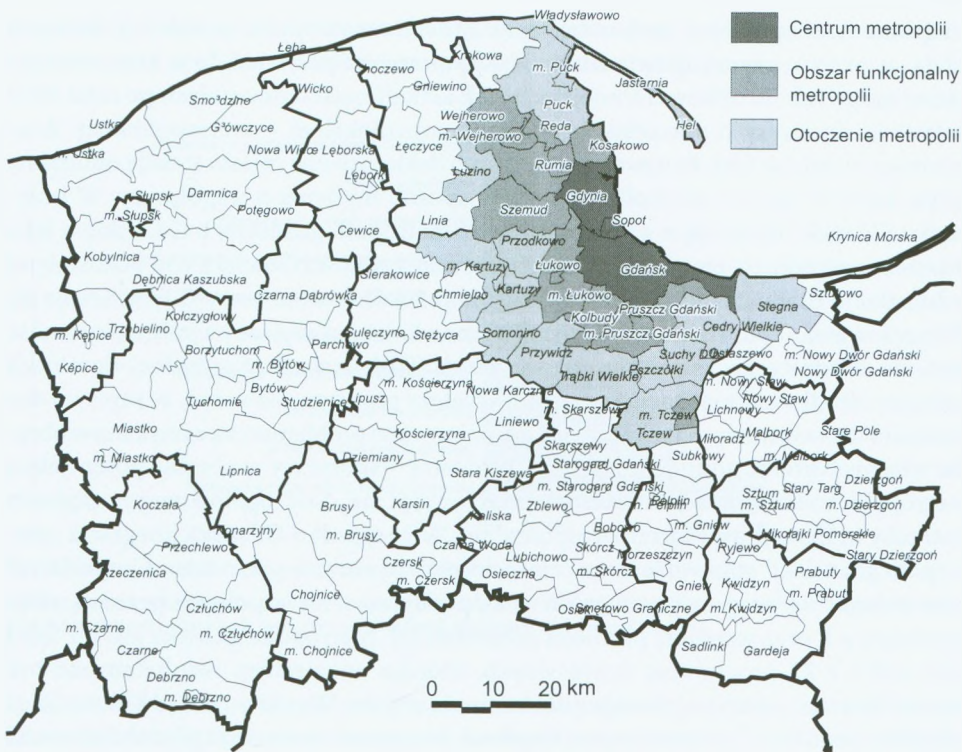 Władysławowo
Centrum metropolii
Obszar funkcjonalny
metropolii
Otoczenie metropolii
Łeba
Krokowa
Choczewo
m. Puck
Jastarnia
Wicko
Gniewino
Smo³dzho
Puck
Hel
Ustka
G³ówczyce
Wejherowo
m. Ustka
Nowa Wieœ Lęborska
Łęczyce
m. Wejherowo
Reda
Kosakowo
Słupsk
Damnica
Lębork
Luzino
Rumia
m. Słupsk
Potęgowo
Gdynia
Szemud
Cewice
Linia
Sopot
Kobylnica
Przodkowo
Krynica Morska
Dębnica Kaszubska
Sierakowice
m. Kartuzy
Żukowo
Gdańsk
Czarna Dąbrówka
Chmielno
Kartuzy
m. Żukowo
Stegna
Sztutowo
Kołczygłowy
Pruszcz Gdański
Trzebielino
Kolbudy
m. Kępice
Sulęczyno
Stężyca
Somonino
m. Pruszcz Gdański
Cedry Wielkie
Borzytuchom
Parchowo
Przywidz
Suchy Dąb
Ostaszewo
m. Nowy Dwór Gdański
Kêpice
m. Bytów
Pszczółki
Nowy Dwór Gdański
Bytów
m. Kościerzyna
Trąbki Wielkie
m. Nowy Staw
Tuchomie
Studzienice
Lipusz
Nowa Karczma
Nowy Staw
m. Skarszewy
m. Tczew
Lichnowy
Miastko
Liniewo
Kościerzyna
Tczew
Malbork
Stare Pole
Skarszewy
Miłoradz
m. Miastko
Dziemiany
Subkowy
m. Malbork
Lipnica
Starogard Gdański
Stara Kiszewa
Dzierzgoń
Koczała
m. Starogard Gdański
Sztum
Stary Targ
Brusy
Karsin
Pelplin
Zblewo
m. Pelplin
m. Sztum
m. Dzierzgoń
Kaliska
Konarzyny
m. Brusy
Bobowo
m. Gniew
Mikołajki Pomorskie
Przechlewo
Czarna Woda
Skórcz
Ryjewo
Lubichowo
Morzeszczyn
Stary Dzierzgoń
Rzeczenica
Czersk
Osieczna
m. Skórcz
Prabuty
m. Czersk
Chojnice
Gniew
Kwidzyn
Człuchów
m. Prabuty
Osiek
Smętowo Graniczne
m. Czarne
m. Kwidzyn
m. Człuchów
Czarne
m. Chojnice
Sadlinki
Gardeja
Debrzno
m. Debrzno
0 10 20 km